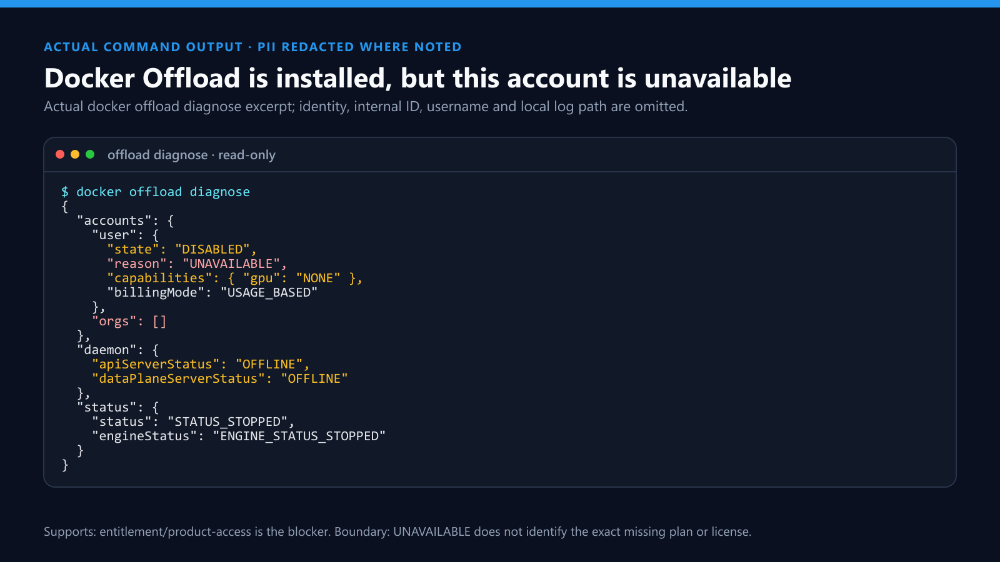 ACTUAL COMMAND OUTPUT · PII REDACTED WHERE NOTED
Docker Offload is installed, but this account is unavailable
Actual docker offload diagnose excerpt; identity, internal ID, username and local log path are omitted.
offload diagnose · read-only
$ docker offload diagnose
{
  "accounts": {
    "user": {
      "state": "DISABLED",
      "reason": "UNAVAILABLE",
      "capabilities": { "gpu": "NONE" },
      "billingMode": "USAGE_BASED"
    },
    "orgs": []
  },
  "daemon": {
    "apiServerStatus": "OFFLINE",
    "dataPlaneServerStatus": "OFFLINE"
  },
  "status": {
    "status": "STATUS_STOPPED",
    "engineStatus": "ENGINE_STATUS_STOPPED"
  }
}
Supports: entitlement/product-access is the blocker. Boundary: UNAVAILABLE does not identify the exact missing plan or license.